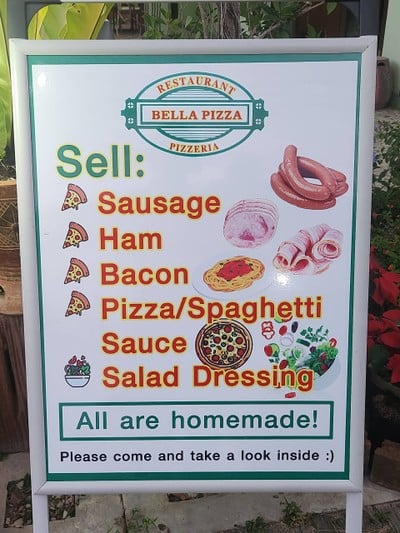 RESTAURANT
BELLA PIZZA
PIZZERIA
Sell:
Sausage
Ham
Bacon
Pizza/Spaghetti
Sauce
Salad Dressing
All are homemade!
Please come and take a look inside :)